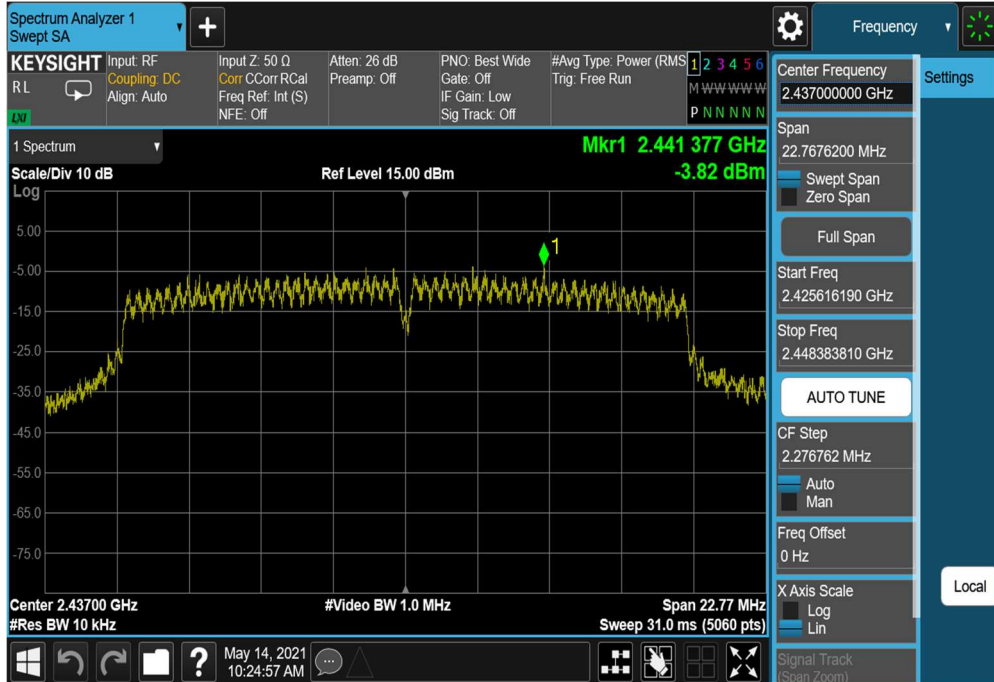 Spectrum Analyzer 1
Swept SA
+
Frequency
KEYSIGHT
RL
LXI
Input: RF
Coupling: DC
Align: Auto
Input Z: 50 Ω
Corr CCorr RCal
Freq Ref: Int (S)
NFE: Off
Atten: 26 dB
Preamp: Off
PNO: Best Wide
Gate: Off
IF Gain: Low
Sig Track: Off
#Avg Type: Power (RMS
Trig: Free Run
1 2 3 4 5 6
M W W W W W
P N N N N N
1 Spectrum
Scale/Div 10 dB
Log
Ref Level 15.00 dBm
Mkr1 2.441 377 GHz
-3.82 dBm
1
5.00
-5.00
-15.0
-25.0
-35.0
-45.0
-55.0
-65.0
-75.0
Center 2.43700 GHz
#Res BW 10 kHz
#Video BW 1.0 MHz
Span 22.77 MHz
Sweep 31.0 ms (5060 pts)
?
May 14, 2021
10:24:57 AM
Center Frequency
2.437000000 GHz
Span
22.7676200 MHz
Swept Span
Zero Span
Full Span
Start Freq
2.425616190 GHz
Stop Freq
2.448383810 GHz
AUTO TUNE
CF Step
2.276762 MHz
Auto
Man
Freq Offset
0 Hz
X Axis Scale
Log
Lin
Signal Track
(Span Zoom)
Settings
Local